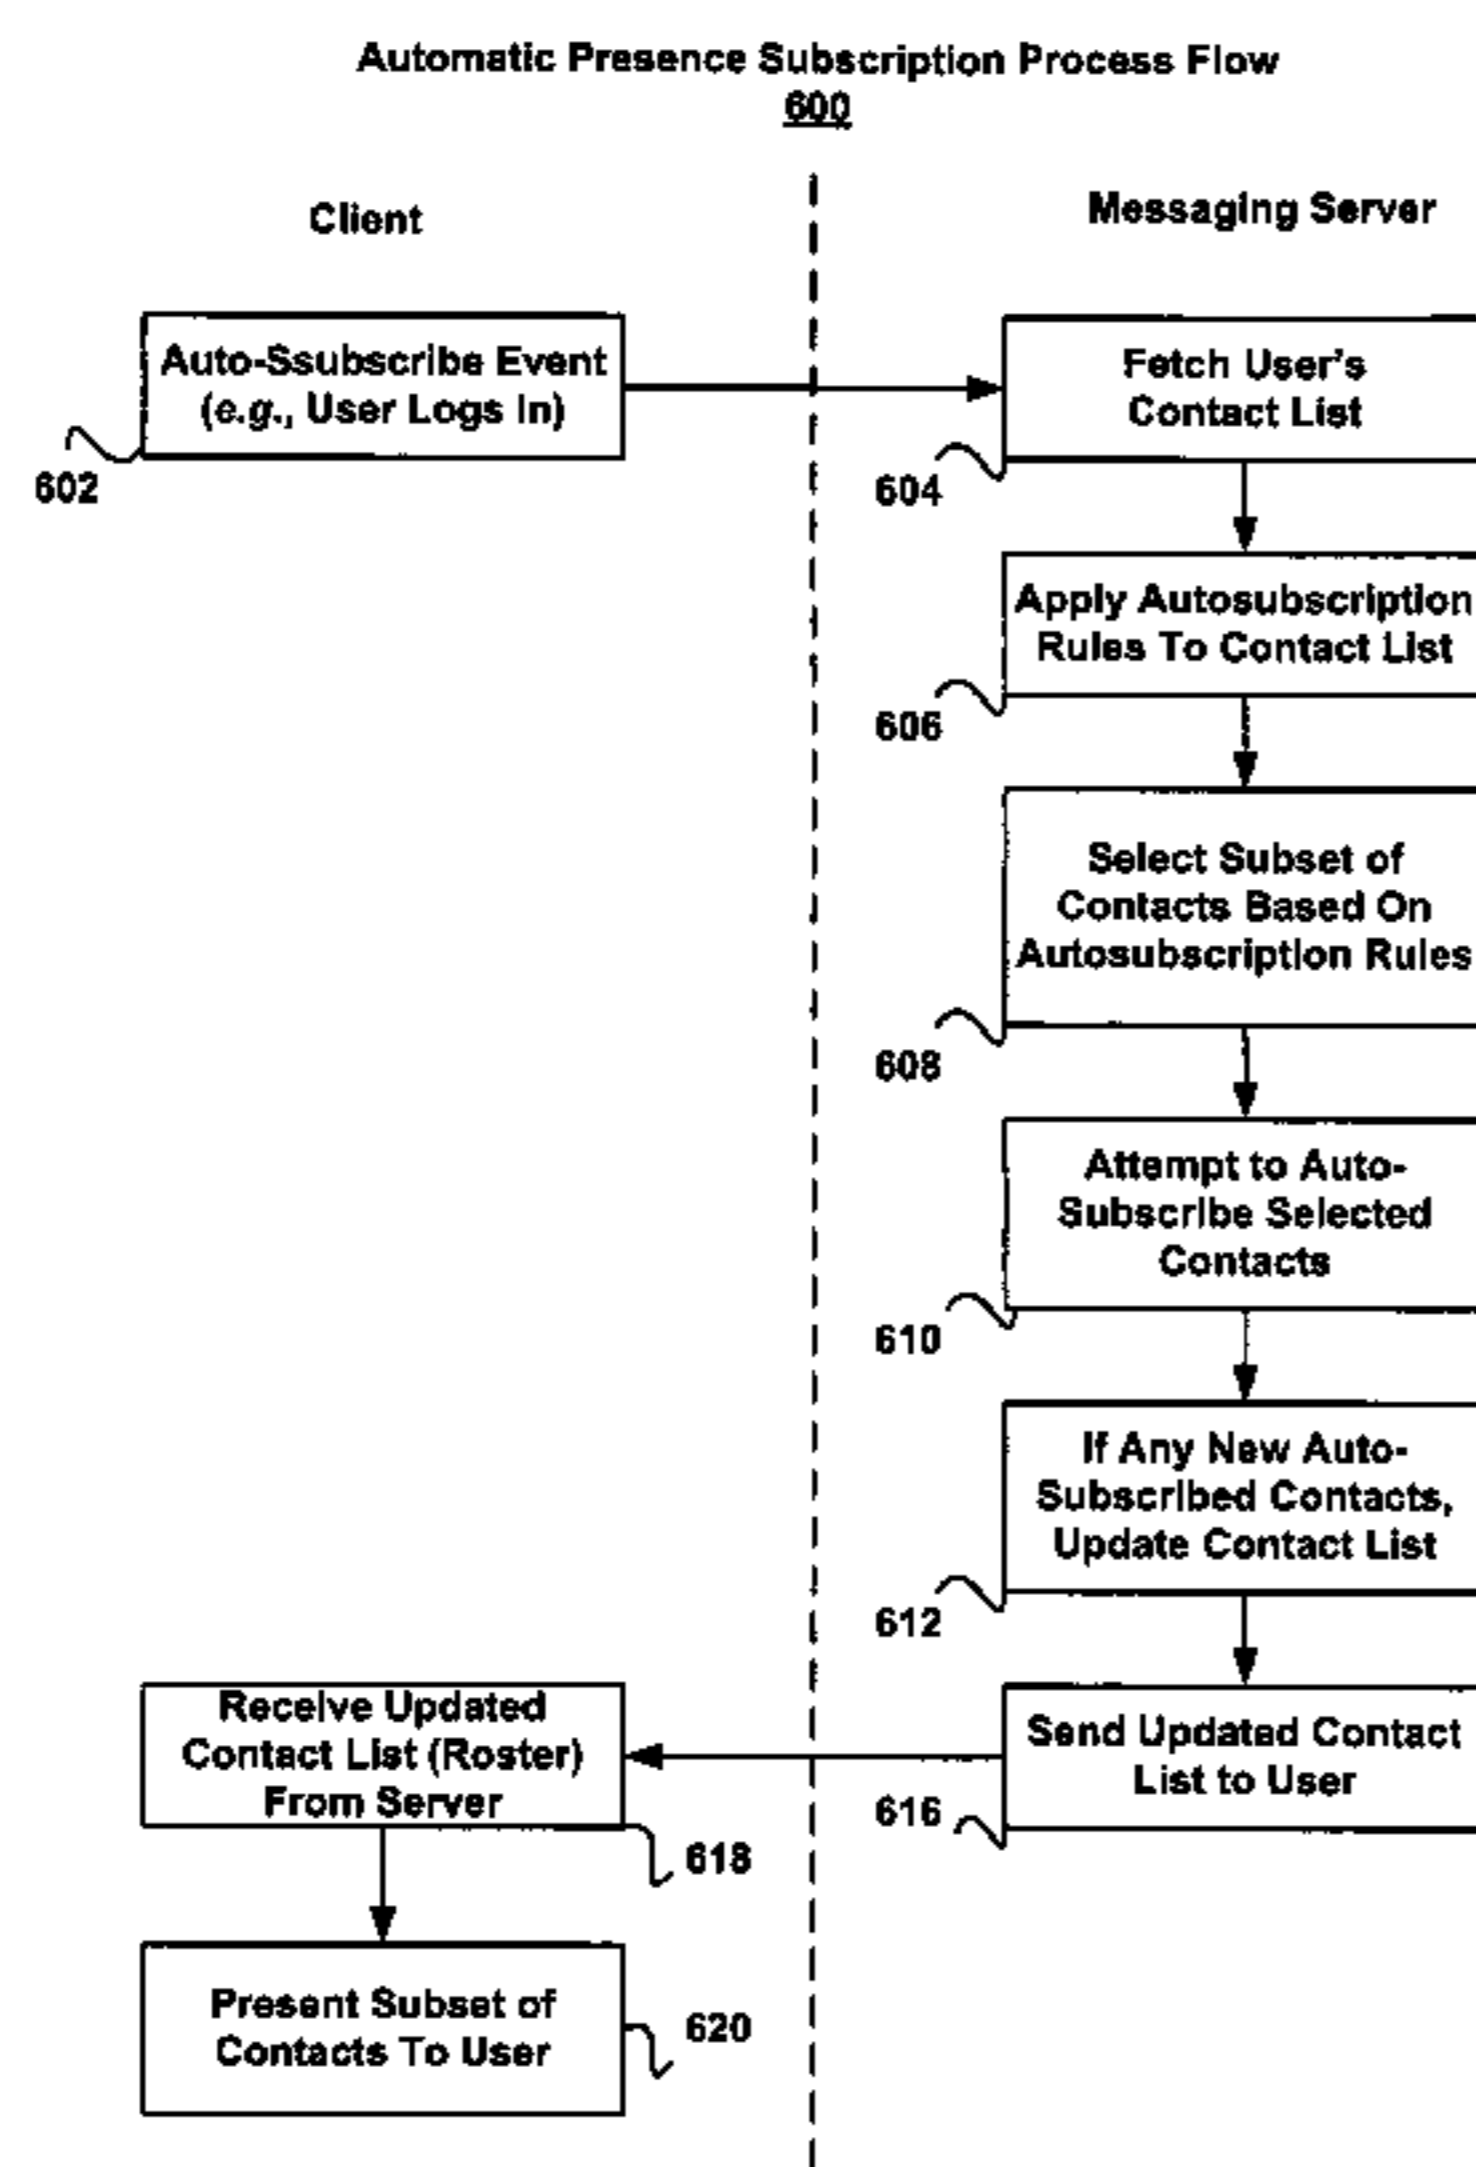 Automatic Presence Subscription Process Flow
600
Client
Messaging Server
Auto-Ssubscribe Event
(e.g., User Logs In)
602
Fetch User's
Contact List
604
Apply Autosubscription
Rules To Contact List
606
Select Subset of
Contacts Based On
Autosubscription Rules
608
Attempt to Auto-
Subscribe Selected
Contacts
610
If Any New Auto-
Subscribed Contacts,
Update Contact List
612
Send Updated Contact
List to User
616
Receive Updated
Contact List (Roster)
From Server
618
Present Subset of
Contacts To User
620